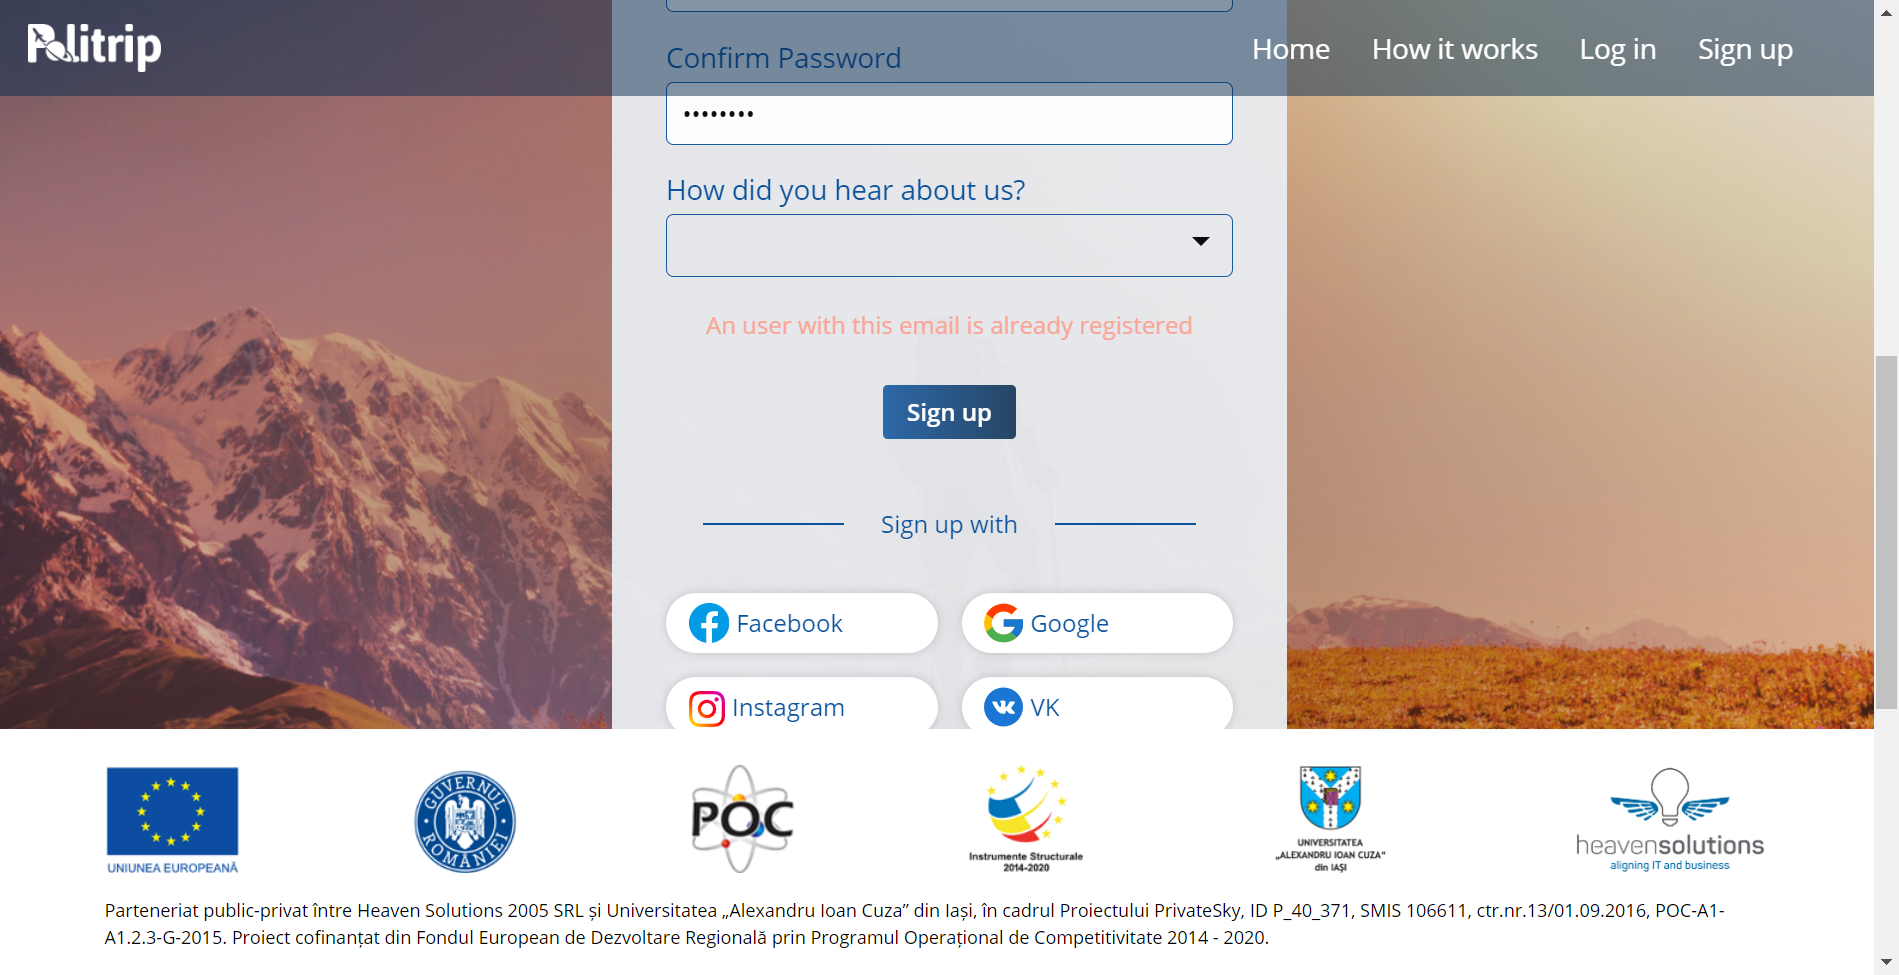 Politrip
Home How it works Log in Sign up
Confirm Password
••••••••
How did you hear about us?
An user with this email is already registered
Sign up
Sign up with
Facebook Google
Instagram VK
UNIUNEA EUROPEANĂ
GUVERNUL ROMÂNIEI
POC
Instrumente Structurale
2014-2020
UNIVERSITATEA
„ALEXANDRU IOAN CUZA”
din IAȘI
heavensolutions
aligning IT and business
Parteneriat public-privat între Heaven Solutions 2005 SRL și Universitatea „Alexandru Ioan Cuza” din Iași, în cadrul Proiectului PrivateSky, ID P_40_371, SMIS 106611, ctr.nr.13/01.09.2016, POC-A1-
A1.2.3-G-2015. Proiect cofinanțat din Fondul European de Dezvoltare Regională prin Programul Operațional de Competitivitate 2014 - 2020.